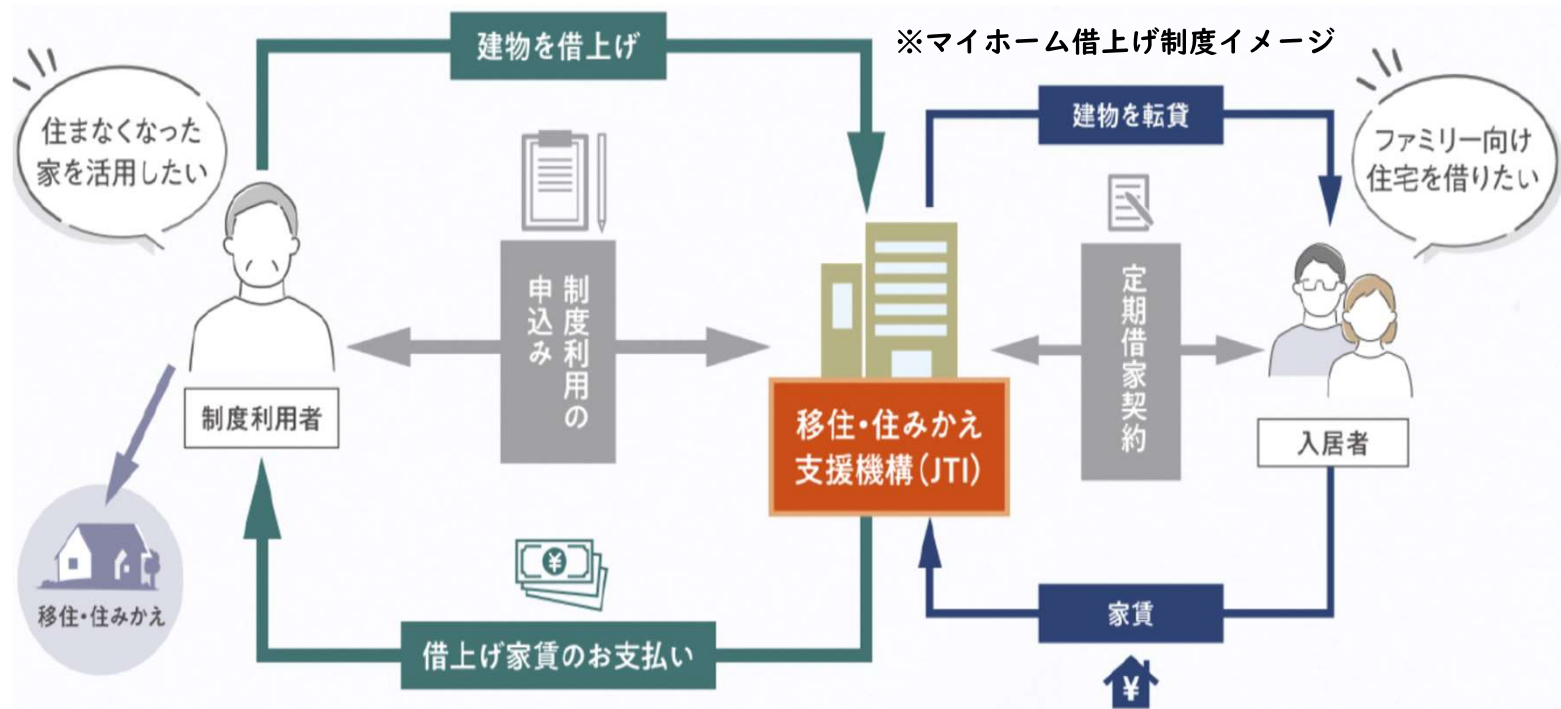 ※マイホーム借上げ制度イメージ
建物を借上げ
建物を転貸
住まなくなった
家を活用したい
ファミリー向け
住宅を借りたい
制度利用の
申込み
定期借家契約
制度利用者
移住・住みかえ
支援機構(JTI)
入居者
移住・住みかえ
¥
借上げ家賃のお支払い
家賃
¥